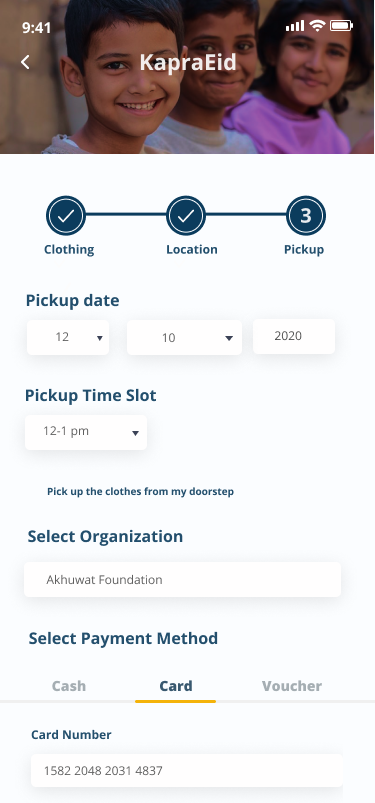 9:41
KapraEid
3
Clothing Location Pickup
Pickup date
12 10 2020
Pickup Time Slot
12-1 pm
Pick up the clothes from my doorstep
Select Organization
Akhuwat Foundation
Select Payment Method
Cash Card Voucher
Card Number
1582 2048 2031 4837